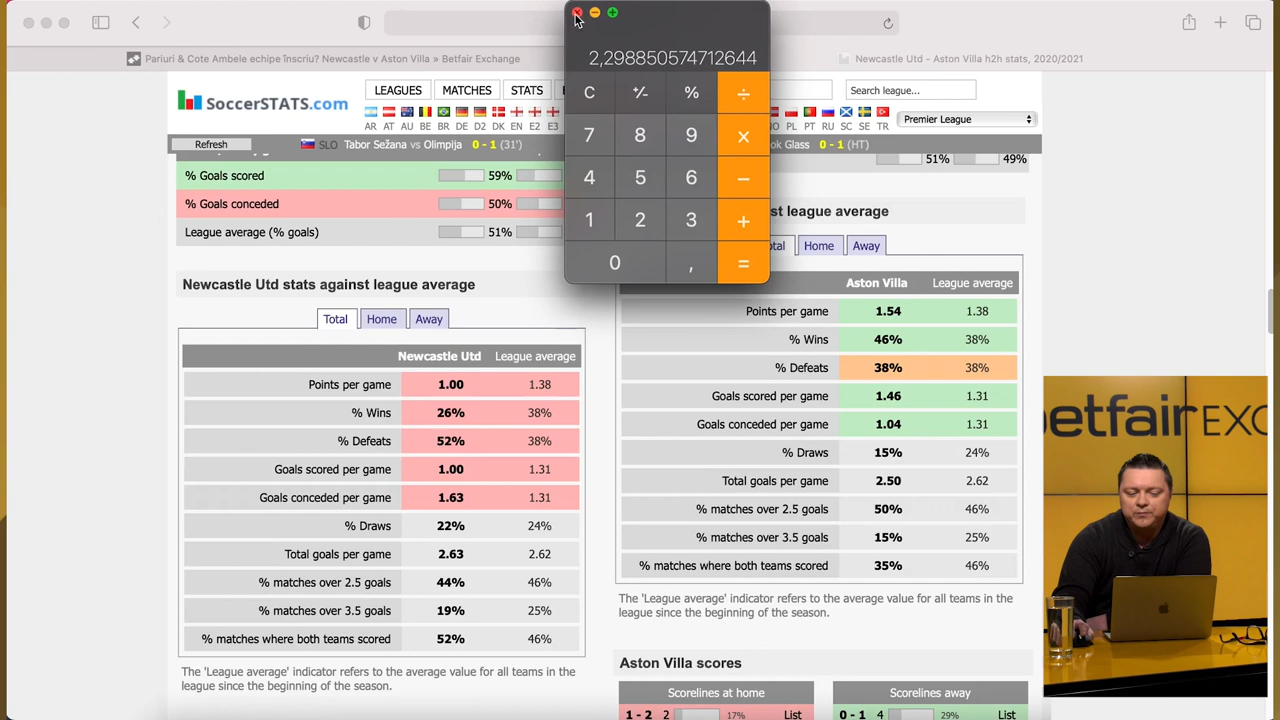 Pariuri & Cote Ambele echipe înscriu? Newcastle v Aston Villa » Betfair Exchange
Newcastle Utd - Aston Villa h2h stats, 2020/2021
2,298850574712644
C +/- % ÷
7 8 9 ×
4 5 6 −
1 2 3 +
0 , =
SoccerSTATS.com
LEAGUES MATCHES STATS
Search league...
AR AT AU BE BR DE D2 DK EN E2 E3
NO PL PT RU SC SE TR
Premier League
Refresh
SLO Tabor Sežana vs Olimpija 0 - 1 (31')
Glass 0 - 1 (HT)
51% 49%
% Goals scored 59%
% Goals conceded 50%
League average (% goals) 51%
Newcastle Utd stats against league average
Total Home Away
Newcastle Utd League average
Points per game 1.00 1.38
% Wins 26% 38%
% Defeats 52% 38%
Goals scored per game 1.00 1.31
Goals conceded per game 1.63 1.31
% Draws 22% 24%
Total goals per game 2.63 2.62
% matches over 2.5 goals 44% 46%
% matches over 3.5 goals 19% 25%
% matches where both teams scored 52% 46%
The 'League average' indicator refers to the average value for all teams in the
league since the beginning of the season.
st league average
Home Away
Aston Villa League average
Points per game 1.54 1.38
% Wins 46% 38%
% Defeats 38% 38%
Goals scored per game 1.46 1.31
Goals conceded per game 1.04 1.31
% Draws 15% 24%
Total goals per game 2.50 2.62
% matches over 2.5 goals 50% 46%
% matches over 3.5 goals 15% 25%
% matches where both teams scored 35% 46%
The 'League average' indicator refers to the average value for all teams in the
league since the beginning of the season.
Aston Villa scores
Scorelines at home Scorelines away
1 - 2 2 17% List 0 - 1 4 29% List
betfair EXC